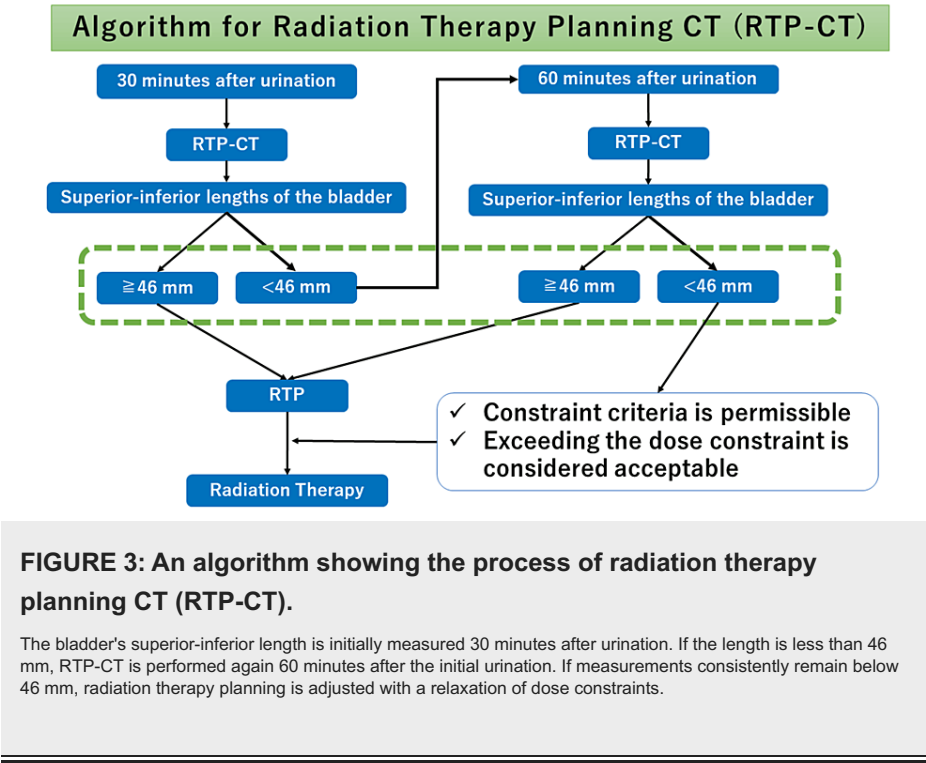 Algorithm for Radiation Therapy Planning CT (RTP-CT)
30 minutes after urination
RTP-CT
Superior-inferior lengths of the bladder
≧46 mm
<46 mm
60 minutes after urination
RTP-CT
Superior-inferior lengths of the bladder
≧46 mm
<46 mm
RTP
Radiation Therapy
✓ Constraint criteria is permissible
✓ Exceeding the dose constraint is
considered acceptable
FIGURE 3: An algorithm showing the process of radiation therapy
planning CT (RTP-CT).
The bladder's superior-inferior length is initially measured 30 minutes after urination. If the length is less than 46
mm, RTP-CT is performed again 60 minutes after the initial urination. If measurements consistently remain below
46 mm, radiation therapy planning is adjusted with a relaxation of dose constraints.